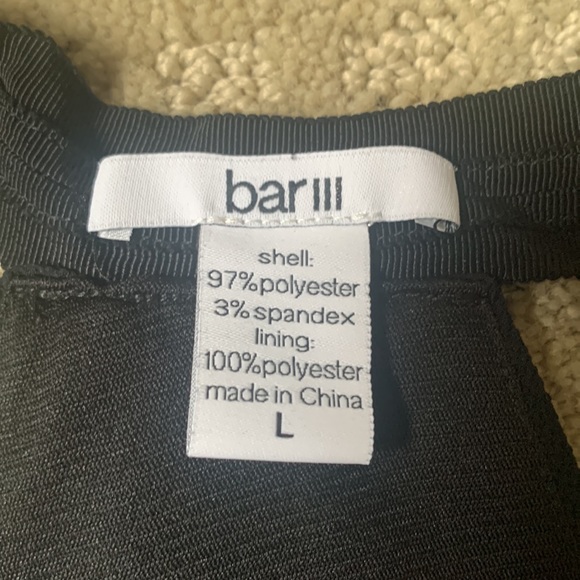 bar III
shell:
97%polyester
3%spandex
lining:
100%polyester
made in China
L